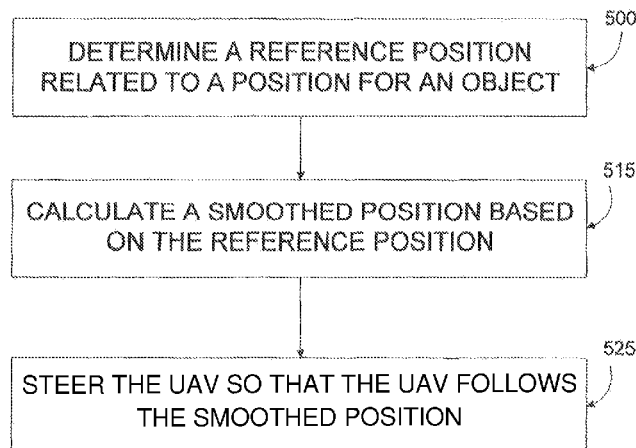 500
DETERMINE A REFERENCE POSITION
RELATED TO A POSITION FOR AN OBJECT
515
CALCULATE A SMOOTHED POSITION BASED
ON THE REFERENCE POSITION
525
STEER THE UAV SO THAT THE UAV FOLLOWS
THE SMOOTHED POSITION